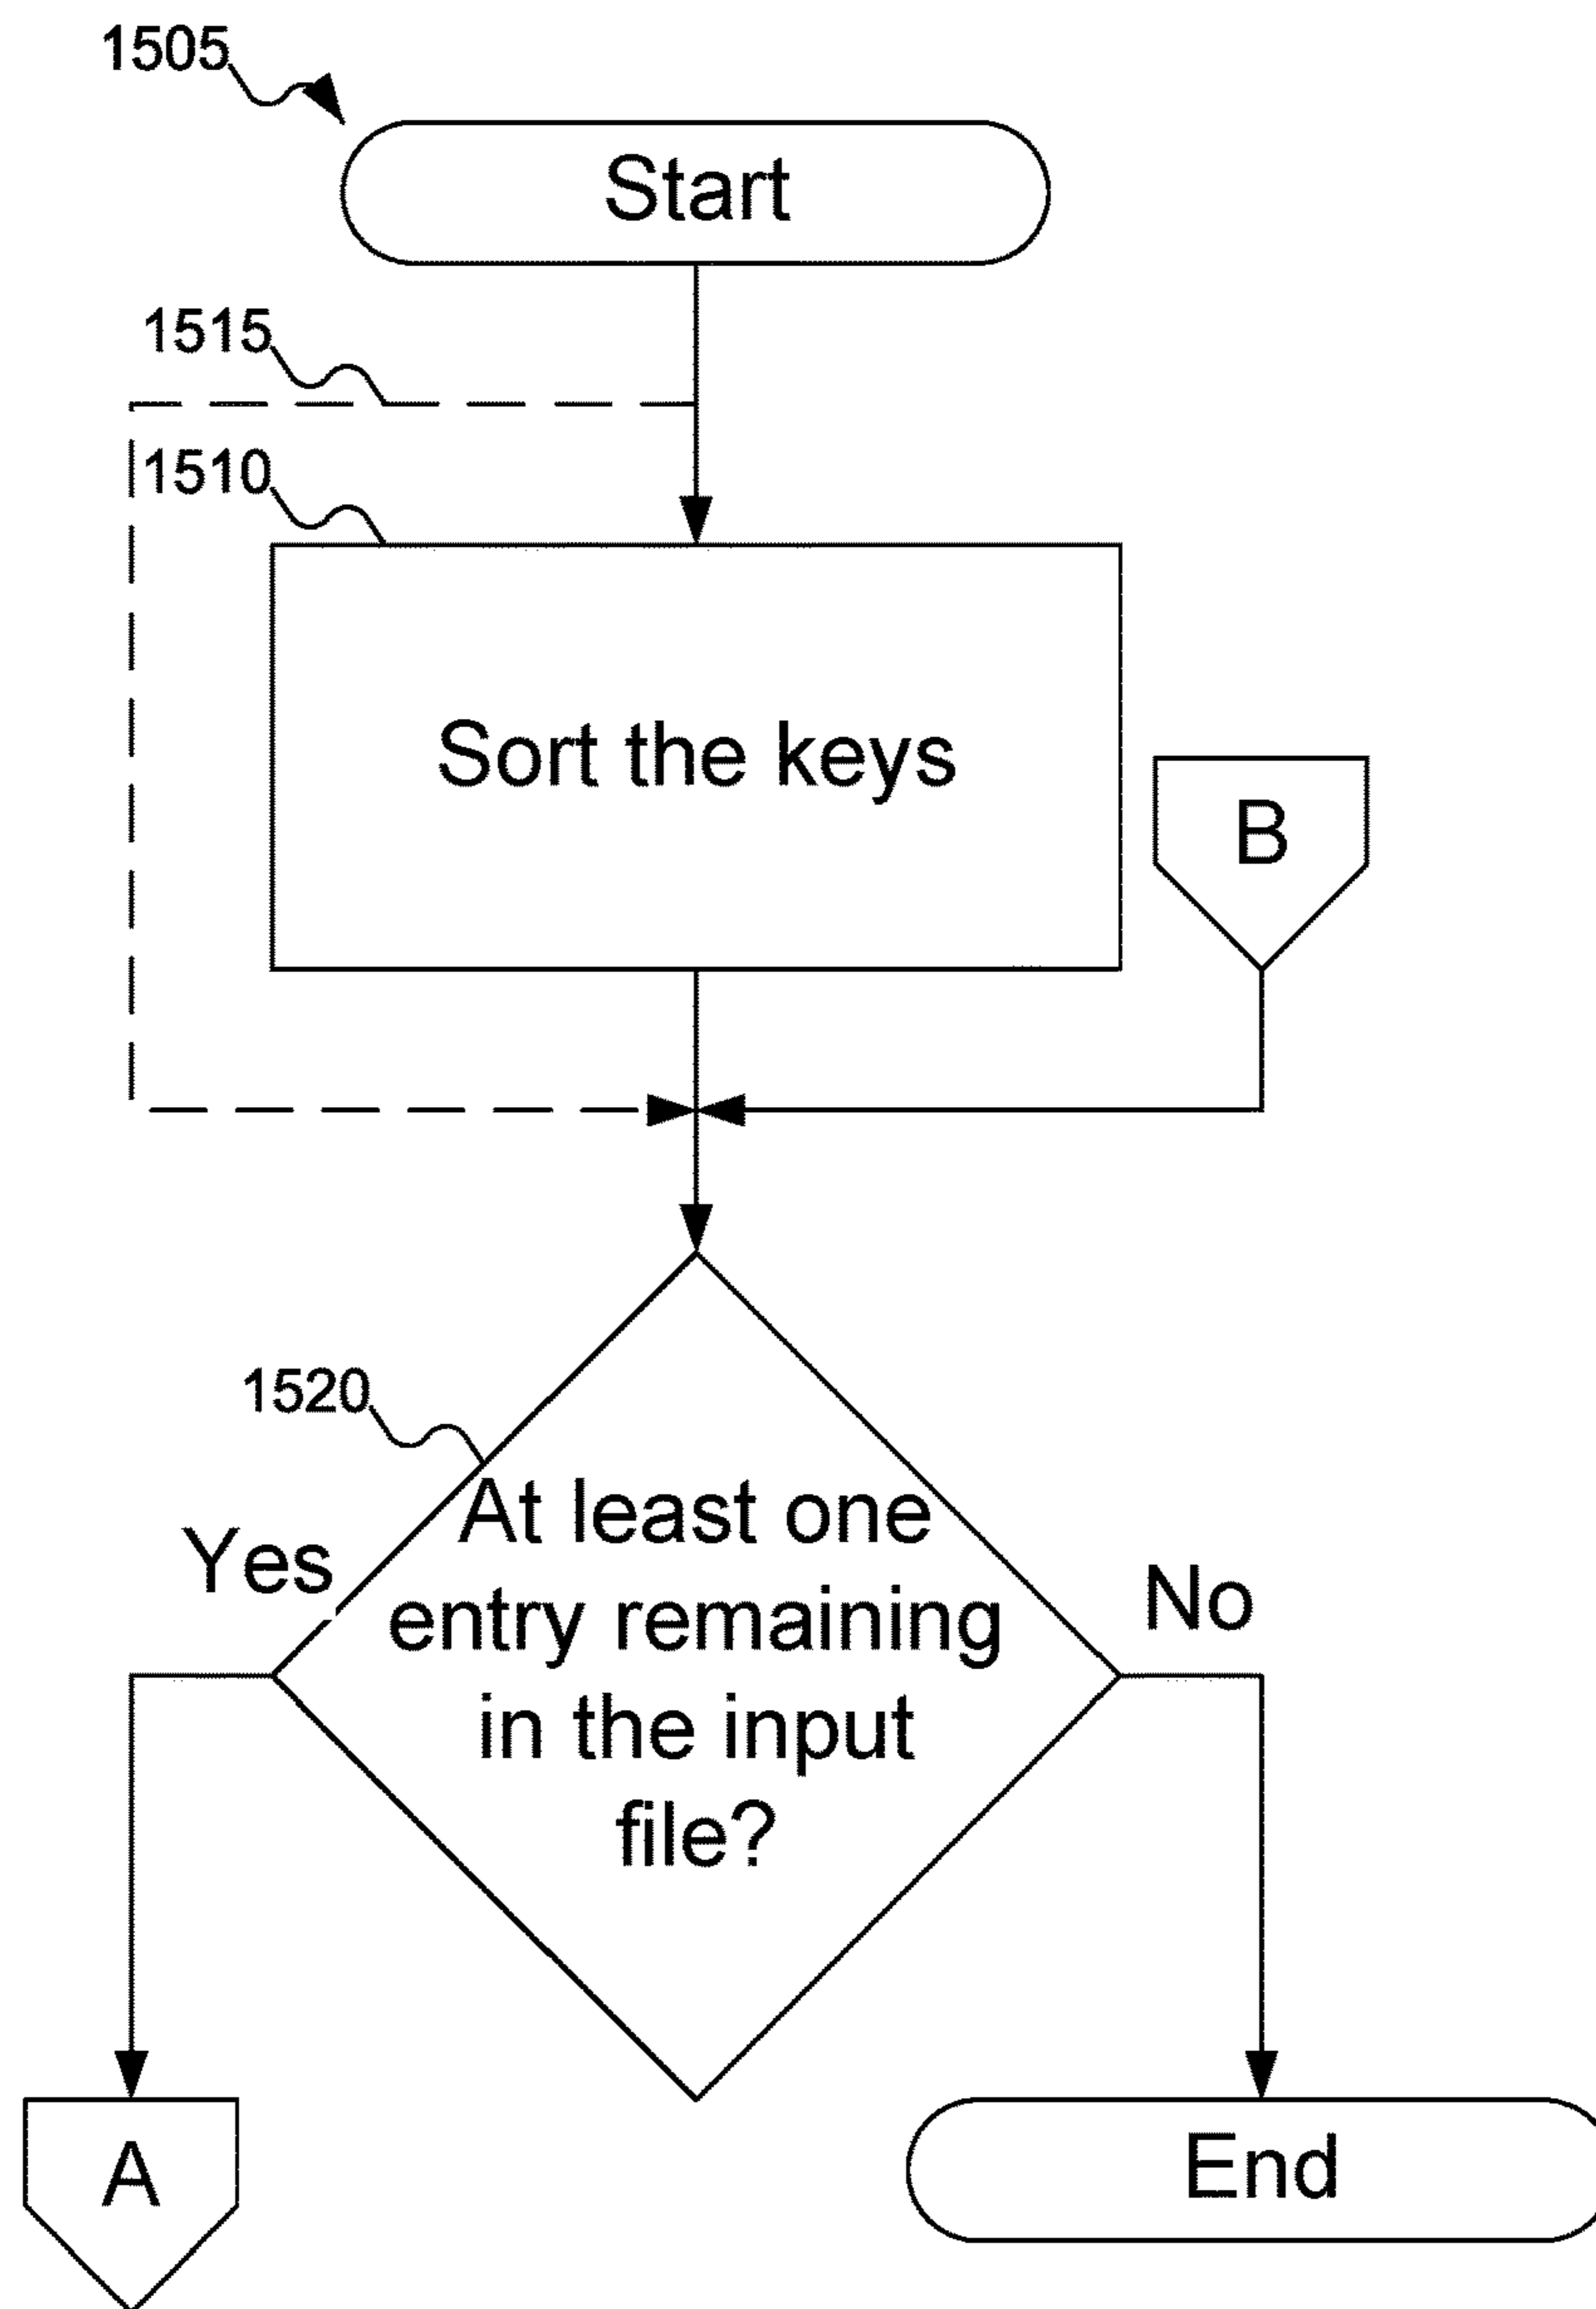 1505
Start
1515
1510
Sort the keys
B
1520
At least one
entry remaining
in the input
file?
Yes
No
A
End